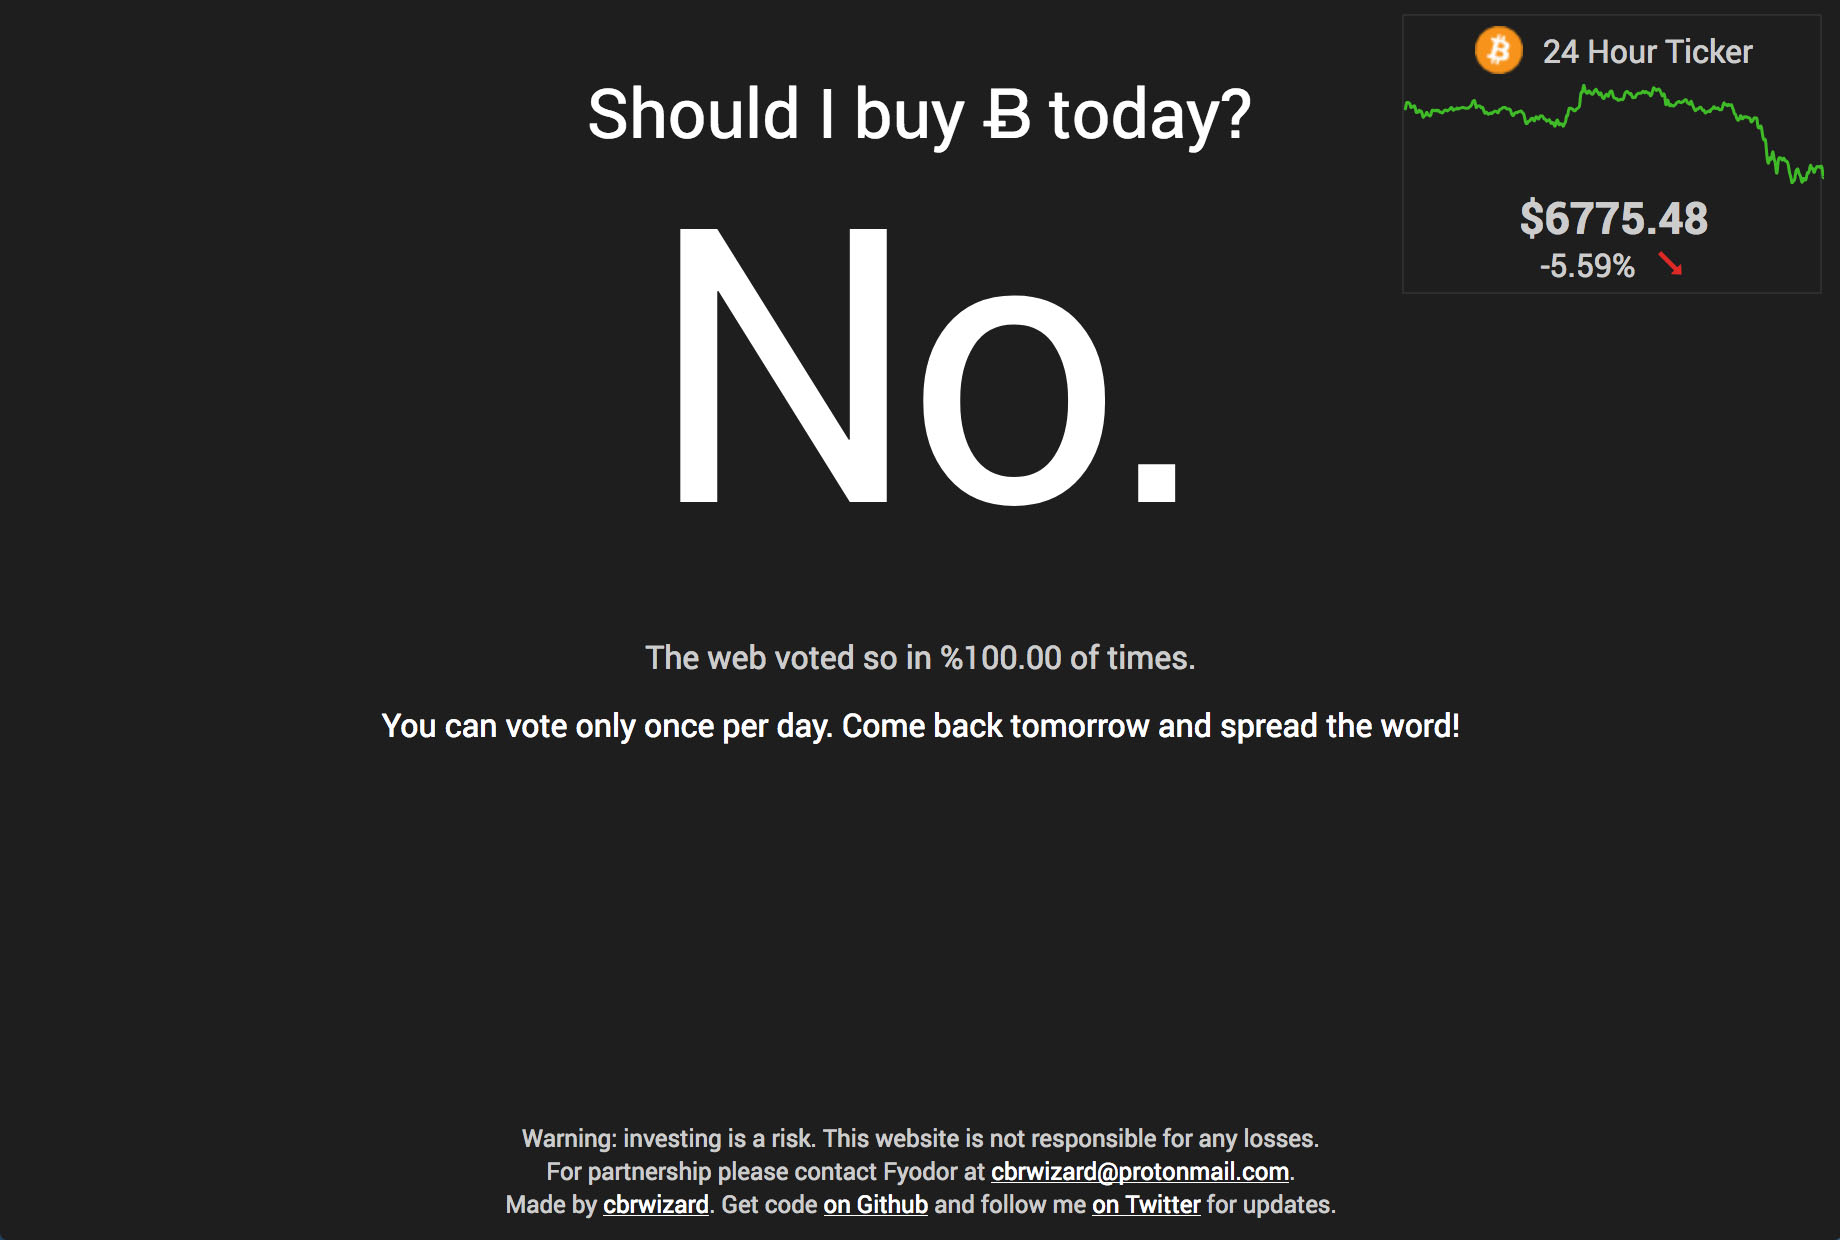 Should I buy Ƀ today?
No.
24 Hour Ticker
$6775.48
-5.59%
The web voted so in %100.00 of times.
You can vote only once per day. Come back tomorrow and spread the word!
Warning: investing is a risk. This website is not responsible for any losses.
For partnership please contact Fyodor at cbrwizard@protonmail.com.
Made by cbrwizard. Get code on Github and follow me on Twitter for updates.